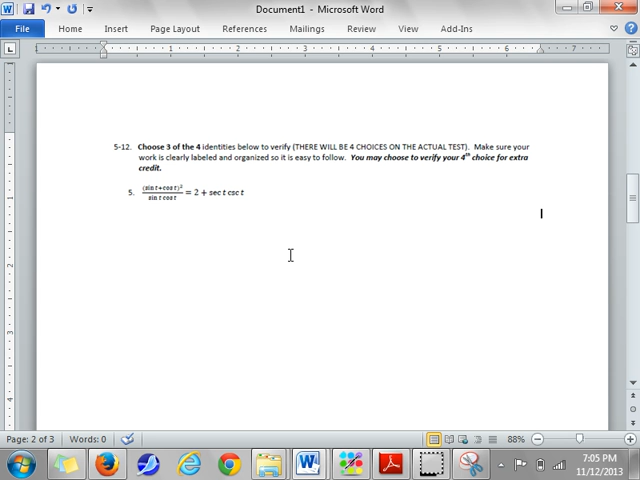 Document1 - Microsoft Word
File Home Insert Page Layout References Mailings Review View Add-Ins
5-12. Choose 3 of the 4 identities below to verify (THERE WILL BE 4 CHOICES ON THE ACTUAL TEST). Make sure your
work is clearly labeled and organized so it is easy to follow. You may choose to verify your 4th choice for extra
credit.
5. (sin t+cos t)² / sin t cos t = 2 + sec t csc t
Page: 2 of 3 Words: 0 88%
7:05 PM
11/12/2013